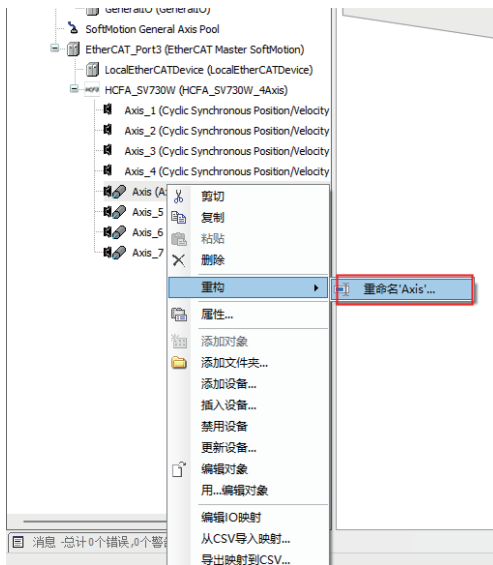 GeneralIO (GeneralIO)
SoftMotion General Axis Pool
EtherCAT_Port3 (EtherCAT Master SoftMotion)
LocalEtherCATDevice (LocalEtherCATDevice)
HCFA HCFA_SV730W (HCFA_SV730W_4Axis)
Axis_1 (Cyclic Synchronous Position/Velocity
Axis_2 (Cyclic Synchronous Position/Velocity
Axis_3 (Cyclic Synchronous Position/Velocity
Axis_4 (Cyclic Synchronous Position/Velocity
Axis (A
Axis_5
Axis_6
Axis_7
剪切
复制
粘贴
删除
重构
重命名'Axis'...
属性...
添加对象
添加文件夹...
添加设备...
插入设备...
禁用设备
更新设备...
编辑对象
用...编辑对象
编辑IO映射
从CSV导入映射...
导出映射到CSV...
消息 -总计0个错误,0个警